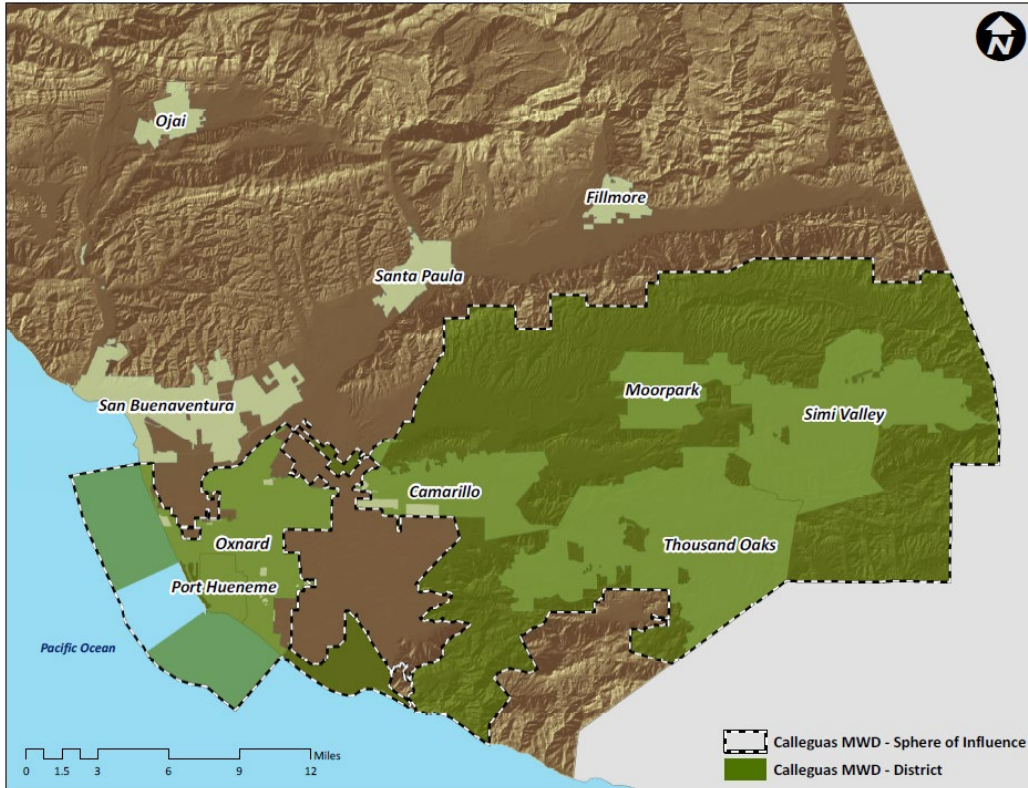 N
Ojai
Fillmore
Santa Paula
San Buenaventura
Moorpark
Simi Valley
Camarillo
Oxnard
Thousand Oaks
Port Hueneme
Pacific Ocean
Miles
0 1.5 3 6 9 12
Calleguas MWD - Sphere of Influence
Calleguas MWD - District